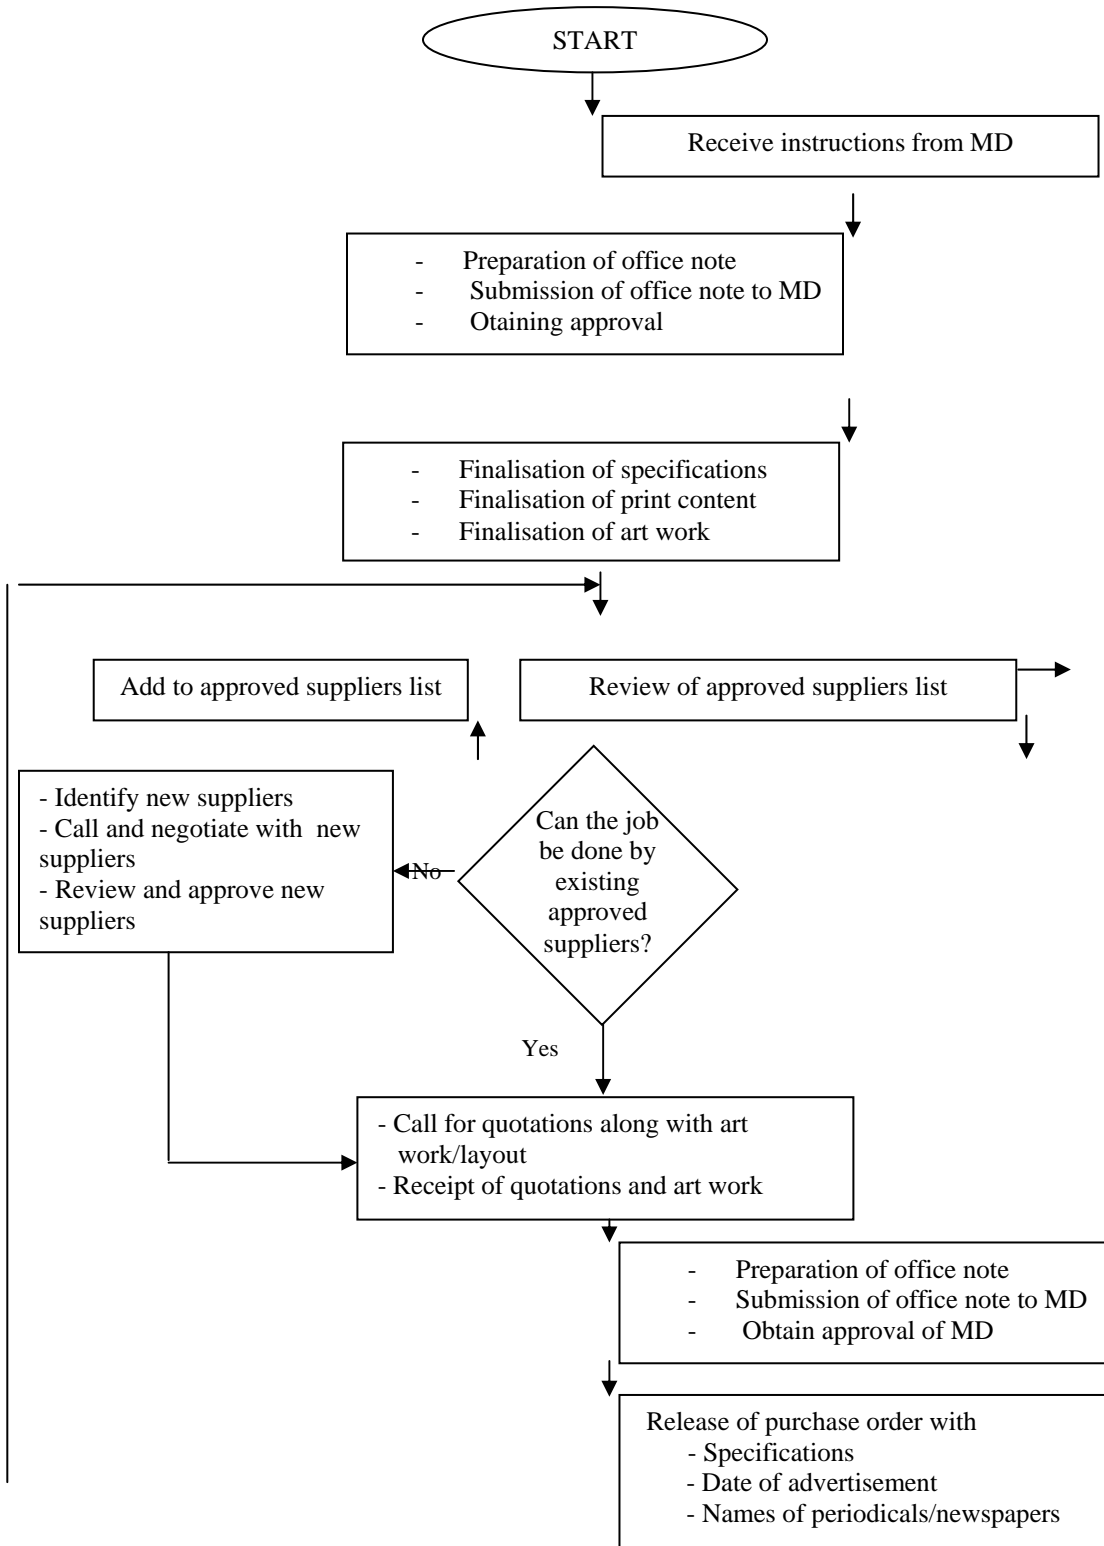 START
Receive instructions from MD
- Preparation of office note
- Submission of office note to MD
- Otaining approval
- Finalisation of specifications
- Finalisation of print content
- Finalisation of art work
Add to approved suppliers list
Review of approved suppliers list
- Identify new suppliers
- Call and negotiate with new
suppliers
- Review and approve new
suppliers
No
Can the job
be done by
existing
approved
suppliers?
Yes
- Call for quotations along with art
work/layout
- Receipt of quotations and art work
- Preparation of office note
- Submission of office note to MD
- Obtain approval of MD
Release of purchase order with
- Specifications
- Date of advertisement
- Names of periodicals/newspapers